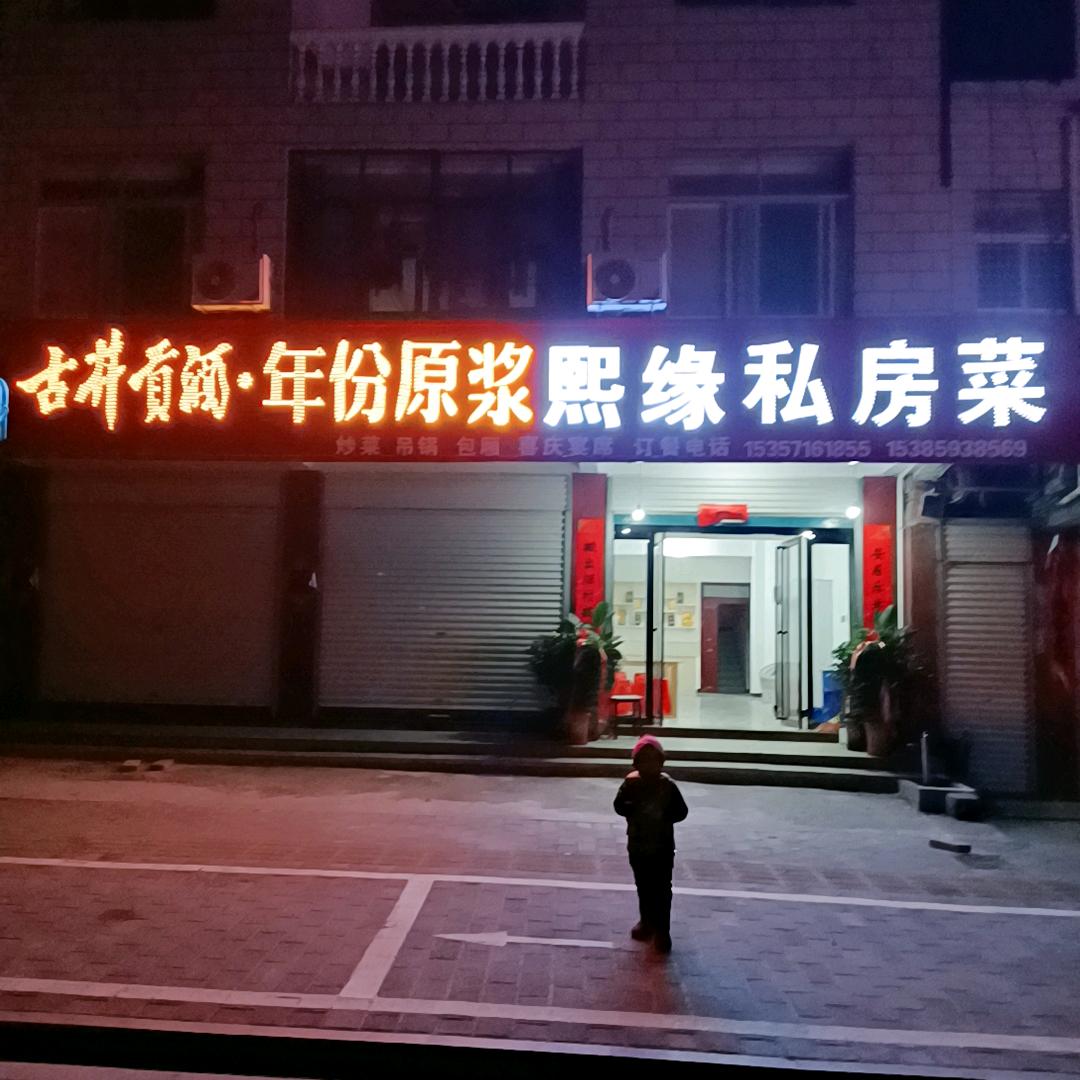 古井贡酒·年份原浆 熙缘私房菜
炒菜 吊锅 包厢 喜庆宴席 订餐电话 15357161855 15385938569